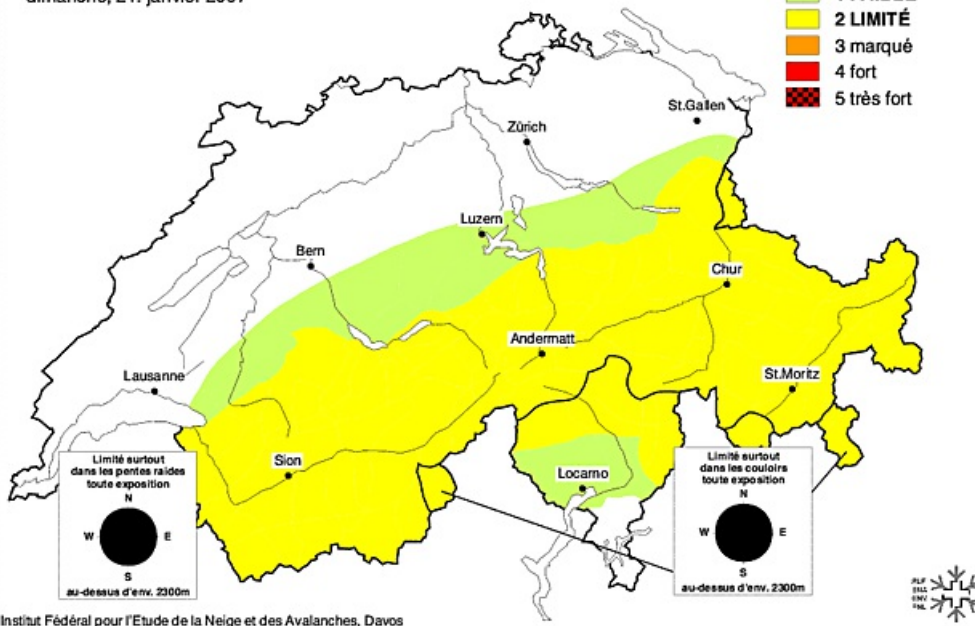 2 LIMITÉ
3 marqué
4 fort
5 très fort
St.Gallen
Zürich
Luzern
Bern
Chur
Andermatt
Lausanne
St.Moritz
Sion
Locarno
Limité surtout
dans les pentes raides
toute exposition
N
W E
S
au-dessus d'env. 2300m
Limité surtout
dans les couloirs
toute exposition
N
W E
S
au-dessus d'env. 2300m
SLF
ENV
Institut Fédéral pour l'Etude de la Neige et des Avalanches, Davos